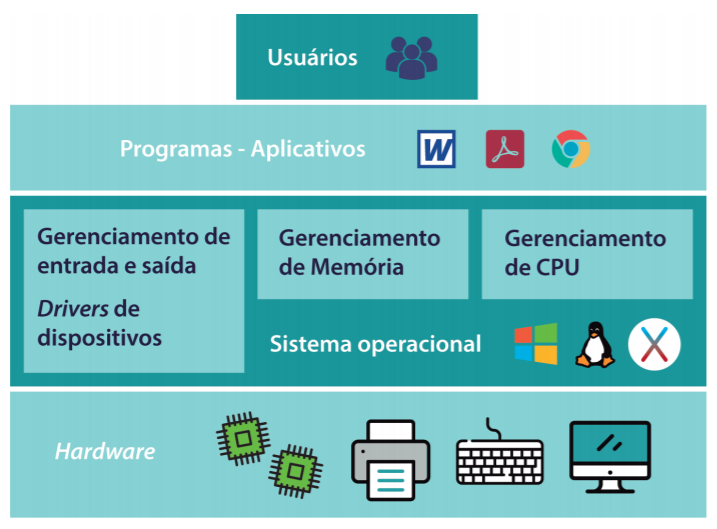 Usuários
Programas - Aplicativos
W
Gerenciamento de
entrada e saída
Drivers de
dispositivos
Gerenciamento
de Memória
Gerenciamento
de CPU
Sistema operacional
X
Hardware